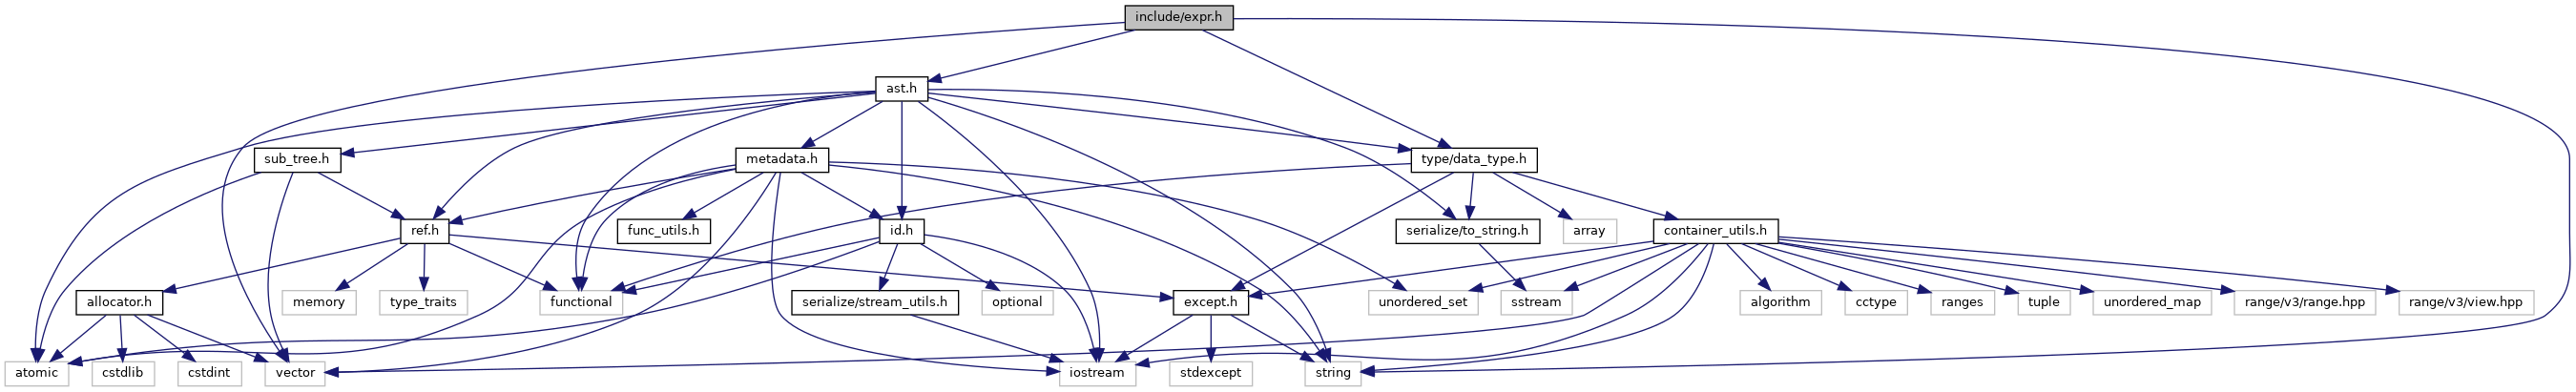 include/expr.h
ast.h
sub_tree.h
metadata.h
type/data_type.h
ref.h
func_utils.h
id.h
serialize/to_string.h
array
container_utils.h
allocator.h
memory
type_traits
functional
serialize/stream_utils.h
optional
except.h
unordered_set
sstream
algorithm
cctype
ranges
tuple
unordered_map
range/v3/range.hpp
range/v3/view.hpp
atomic
cstdlib
cstdint
vector
iostream
stdexcept
string